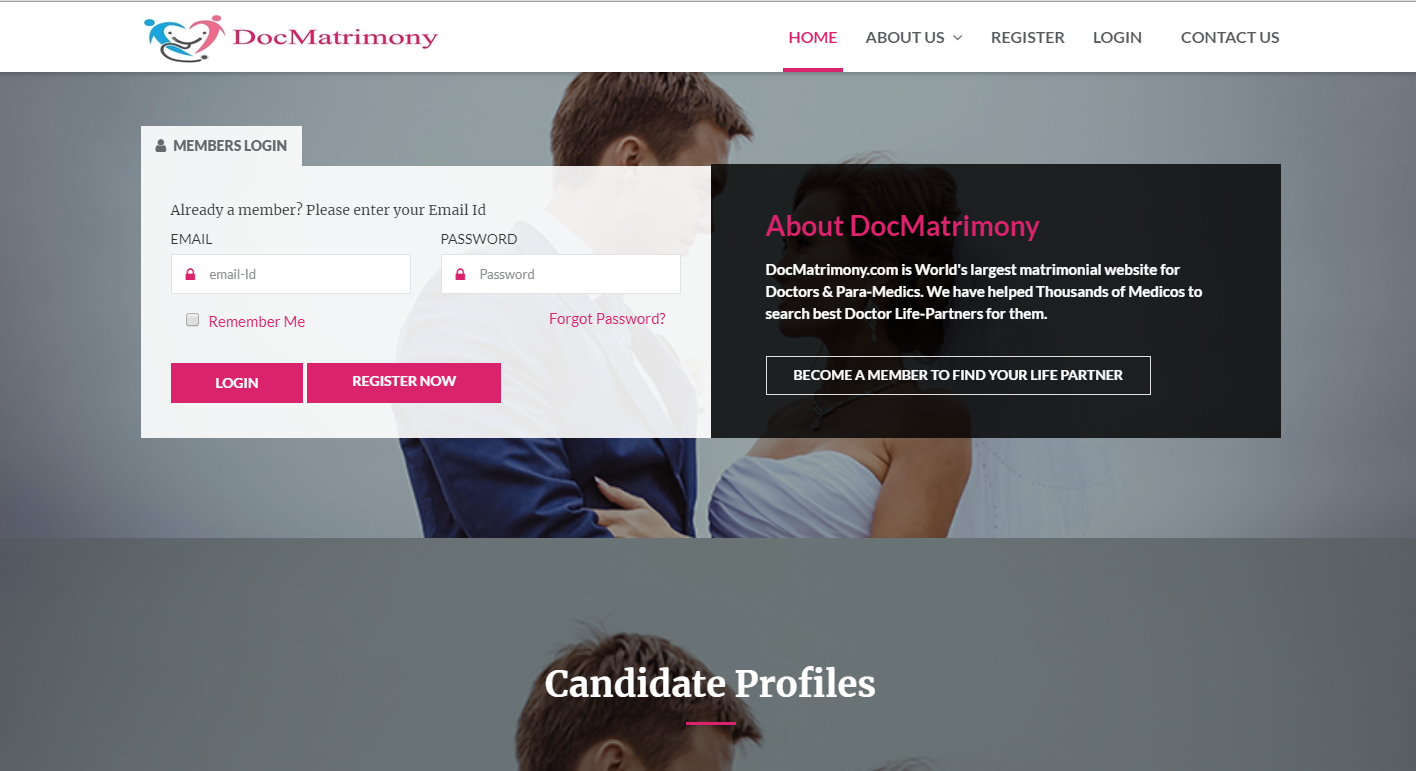 DocMatrimony
HOME ABOUT US REGISTER LOGIN CONTACT US
MEMBERS LOGIN
Already a member? Please enter your Email Id
EMAIL PASSWORD
email-Id Password
Remember Me Forgot Password?
LOGIN REGISTER NOW
About DocMatrimony
DocMatrimony.com is World's largest matrimonial website for
Doctors & Para-Medics. We have helped Thousands of Medicos to
search best Doctor Life-Partners for them.
BECOME A MEMBER TO FIND YOUR LIFE PARTNER
Candidate Profiles